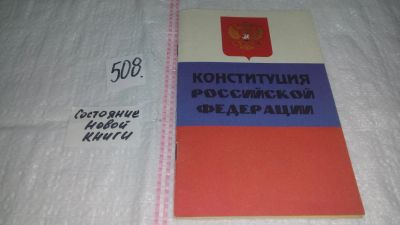 508.
Состояние
новой
книги
КОНСТИТУЦИЯ
РОССИЙСКОЙ
ФЕДЕРАЦИИ